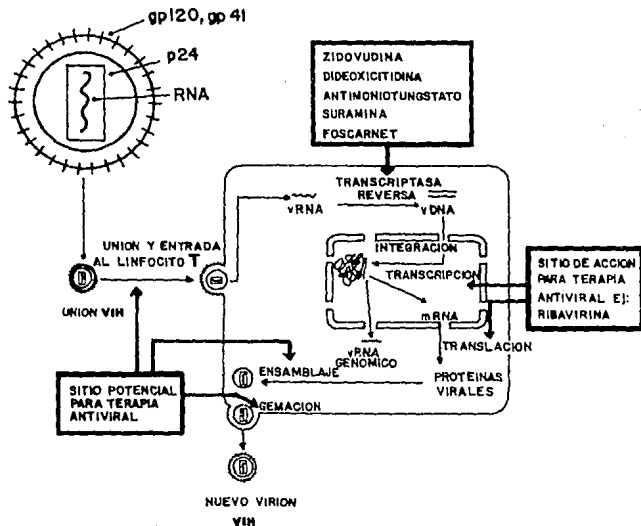 gp120, gp 41
p24
RNA
ZIDOVUDINA
DIDEOXICITIDINA
ANTIMONIOTUNGSTATO
SURAMINA
FOSCARNET
TRANSCRIPTASA
REVERSA
vRNA
vDNA
UNION Y ENTRADA
AL LINFOCITO T
UNION VIH
INTEGRACION
TRANSCRIPCION
mRNA
SITIO DE ACCION
PARA TERAPIA
ANTIVIRAL EJ:
RIBAVIRINA
vRNA
GENOMICO
TRANSLACION
ENSAMBLAJE
PROTEINAS
VIRALES
SITIO POTENCIAL
PARA TERAPIA
ANTIVIRAL
GEMACION
NUEVO VIRION
VIH